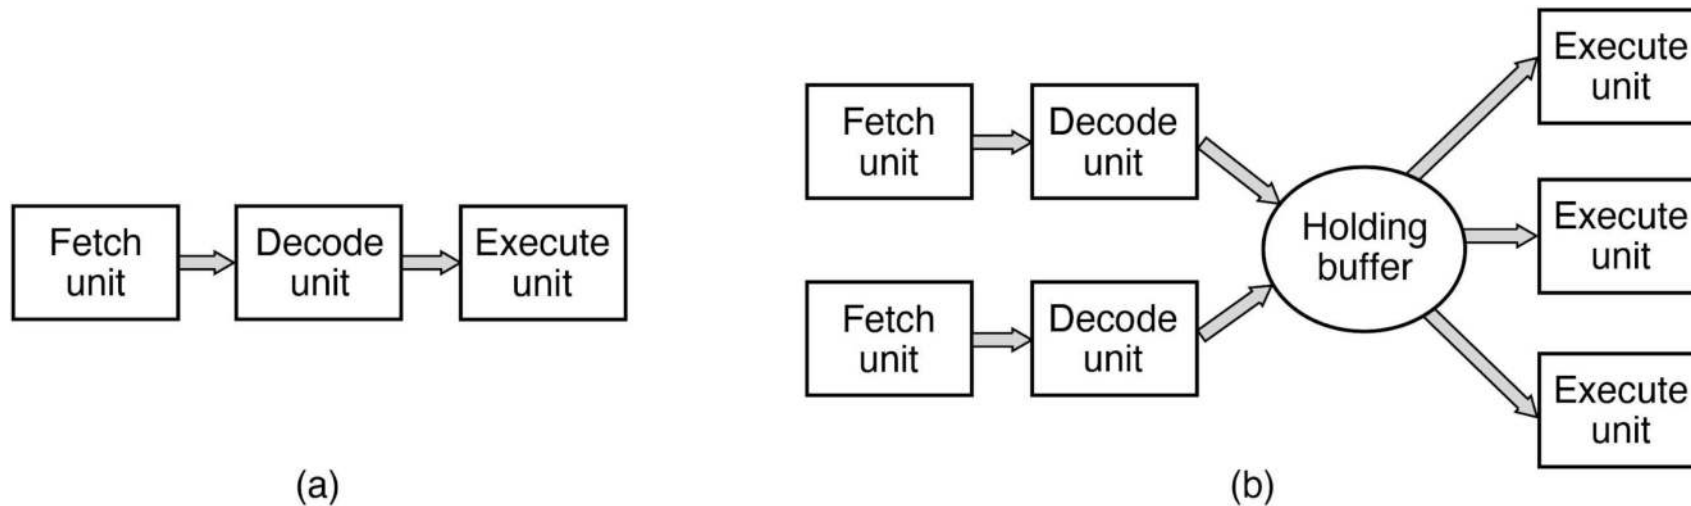 Fetch
unit
Decode
unit
Execute
unit
(a)
Fetch
unit
Decode
unit
Fetch
unit
Decode
unit
Holding
buffer
Execute
unit
Execute
unit
Execute
unit
(b)